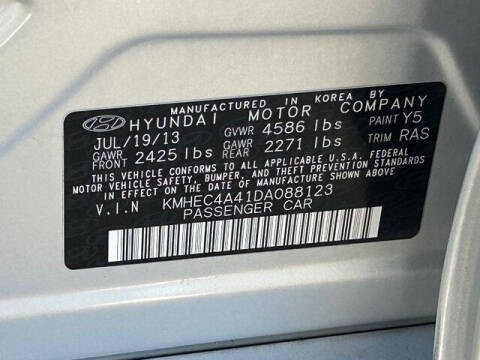 MANUFACTURED IN KOREA BY
HYUNDAI MOTOR COMPANY
JUL/19/13 GVWR 4586 lbs PAINT Y5
GAWR FRONT 2425 lbs GAWR REAR 2271 lbs TRIM RAS
THIS VEHICLE CONFORMS TO ALL APPLICABLE U.S.A. FEDERAL
MOTOR VEHICLE SAFETY, BUMPER, AND THEFT PREVENTION STANDARDS
IN EFFECT ON THE DATE OF MANUFACTURE SHOWN ABOVE.
V.I.N KMHEC4A41DA088123
PASSENGER CAR